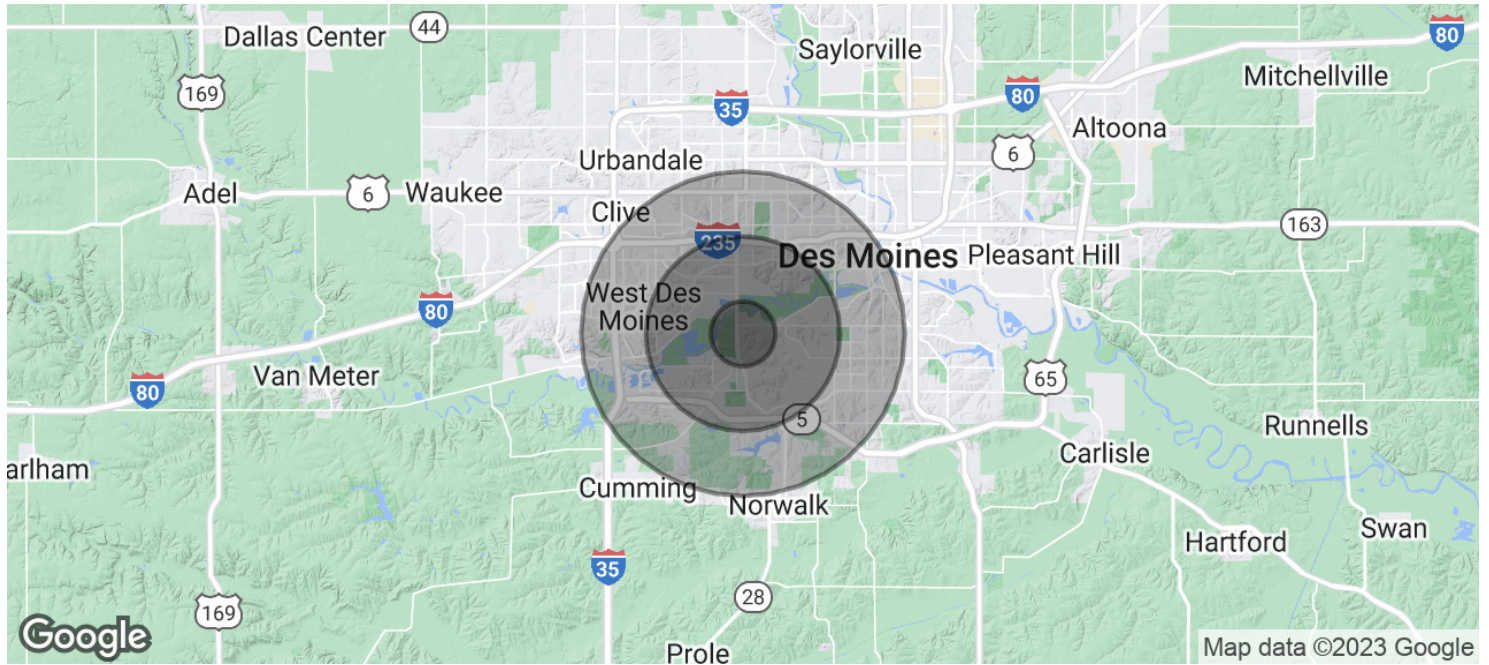 44
Dallas Center
Saylorville
80
Mitchellville
169
35
80
Altoona
6
Urbandale
Adel
6
Waukee
Clive
163
235
Des Moines
Pleasant Hill
West Des
Moines
80
Van Meter
80
65
5
Runnells
Carlisle
arlham
Cumming
Norwalk
Swan
Hartford
35
28
169
Google
Prole
Map data ©2023 Google